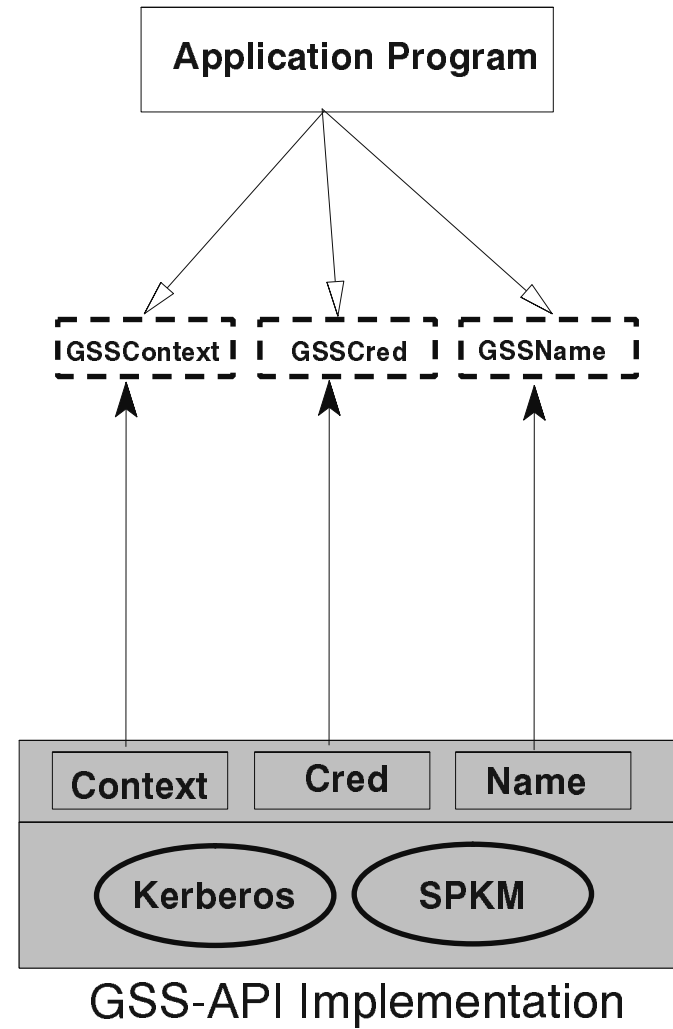 Application Program
GSSContext
GSSCred
GSSName
Context
Cred
Name
Kerberos
SPKM
GSS-API Implementation